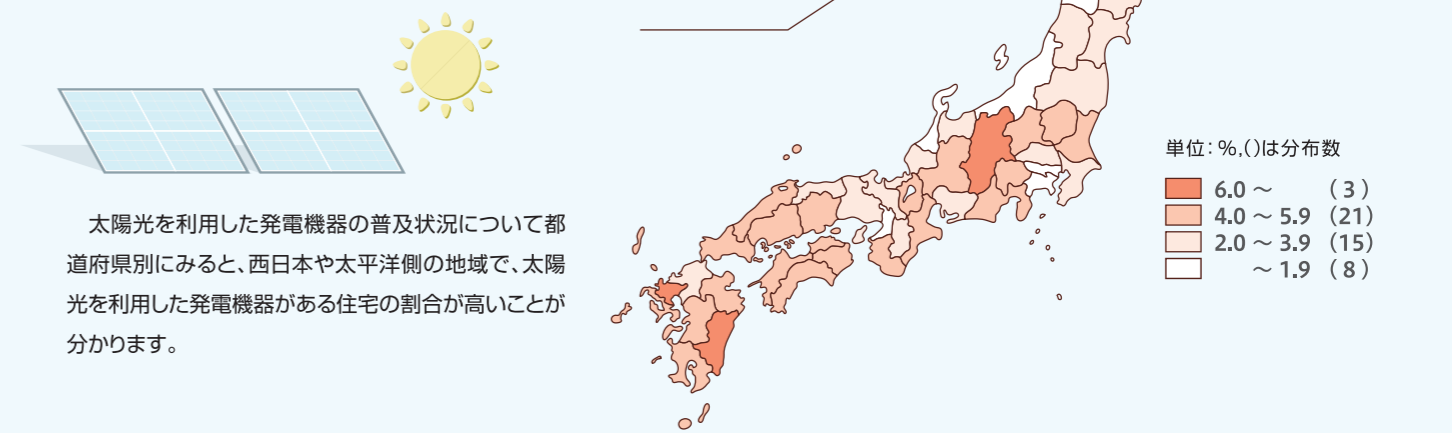 太陽光を利用した発電機器の普及状況について都
道府県別にみると、西日本や太平洋側の地域で、太陽
光を利用した発電機器がある住宅の割合が高いことが
分かります。
単位：%,()は分布数
6.0 ～ （ 3 ）
4.0 ～ 5.9 （21）
2.0 ～ 3.9 （15）
～ 1.9 （ 8 ）